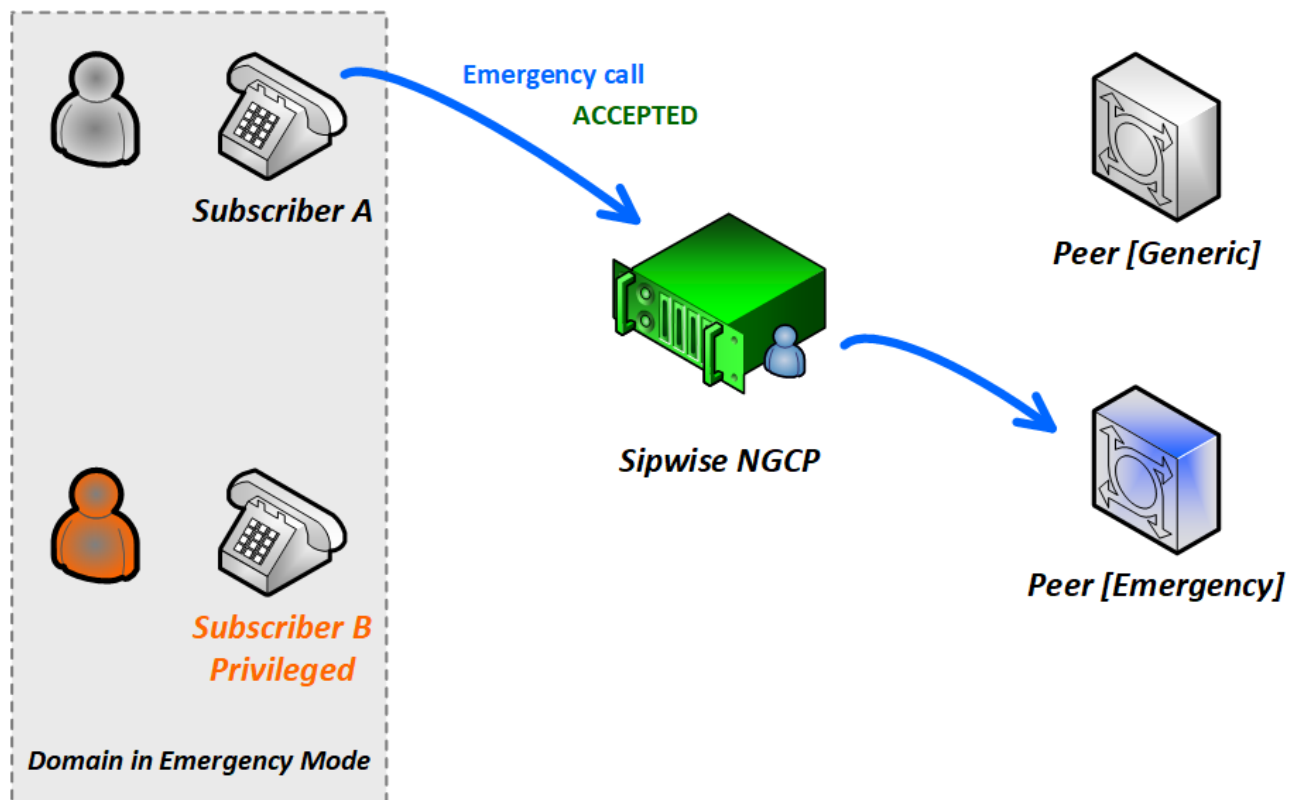 Emergency call
ACCEPTED
Subscriber A
Peer [Generic]
Sipwise NGCP
Peer [Emergency]
Subscriber B
Privileged
Domain in Emergency Mode